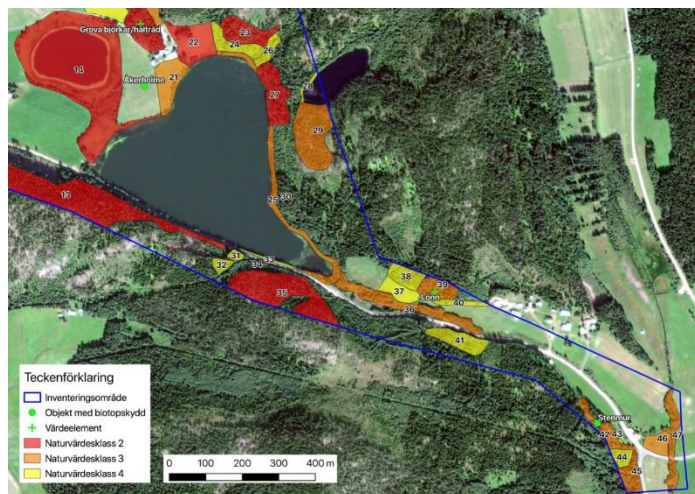 Grova björkar/hålträd
23
22
24
26
14
21
Åkerholme
27
28
29
13
25 30
31
33
32
34
35
38
39
37
Lönn
40
36
41
Stenmur
42 43
46
47
44
45
Teckenförklaring
Inventeringsområde
Objekt med biotopskydd
Värdeelement
Naturvärdesklass 2
Naturvärdesklass 3
Naturvärdesklass 4
0 100 200 300 400 m